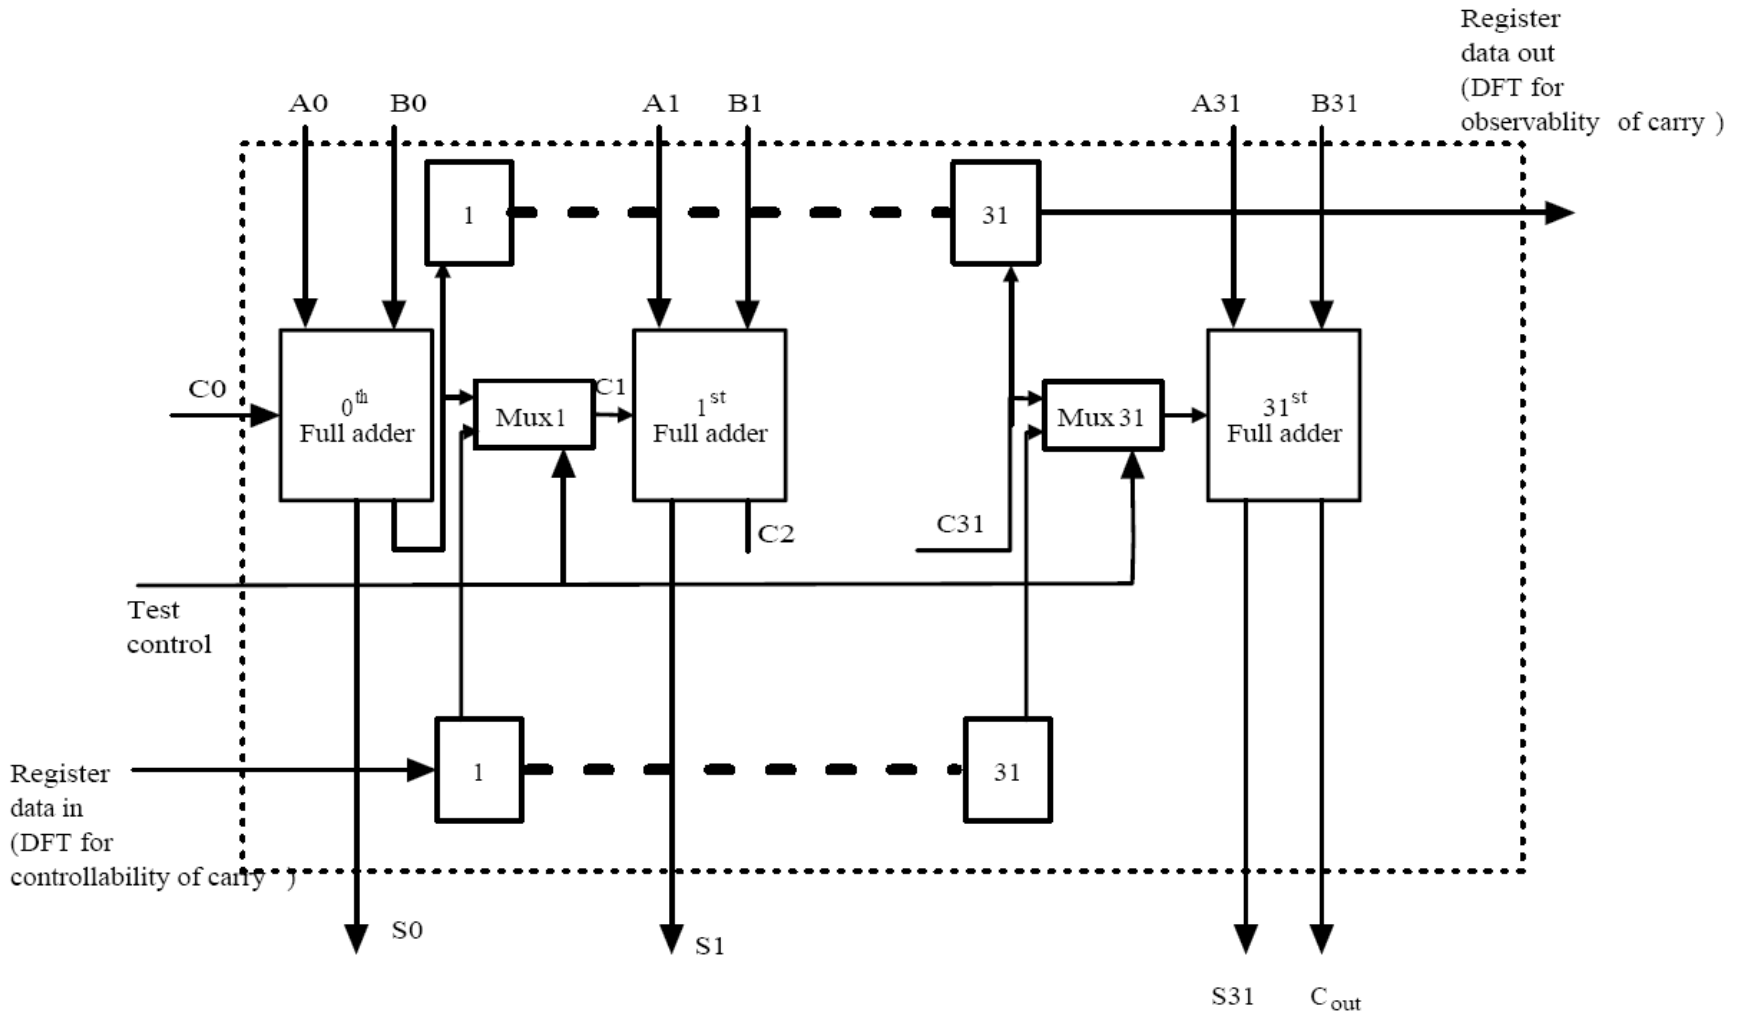 Register
data out
(DFT for
observablity of carry )
A0 B0 A1 B1 A31 B31
1 31
C0
0th
Full adder
Mux1
C1
1st
Full adder
Mux31
31st
Full adder
C2
C31
Test
control
Register
data in
(DFT for
controllability of carry )
1 31
S0
S1
S31 Cout